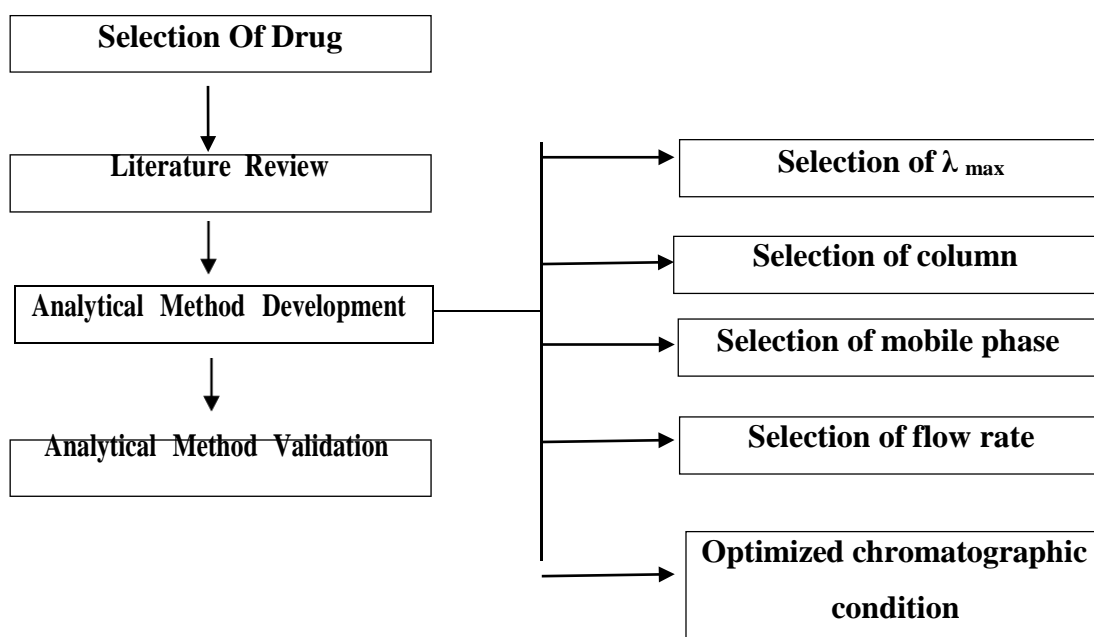 Selection Of Drug
Literature Review
Analytical Method Development
Analytical Method Validation
Selection of λ max
Selection of column
Selection of mobile phase
Selection of flow rate
Optimized chromatographic
condition